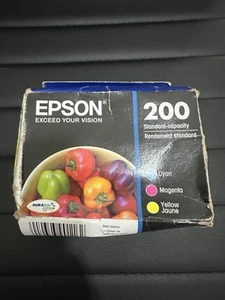 EPSON
EXCEED YOUR VISION
200
Standard-capacity
Rendement standard
Cyan
Magenta
Yellow
Jaune